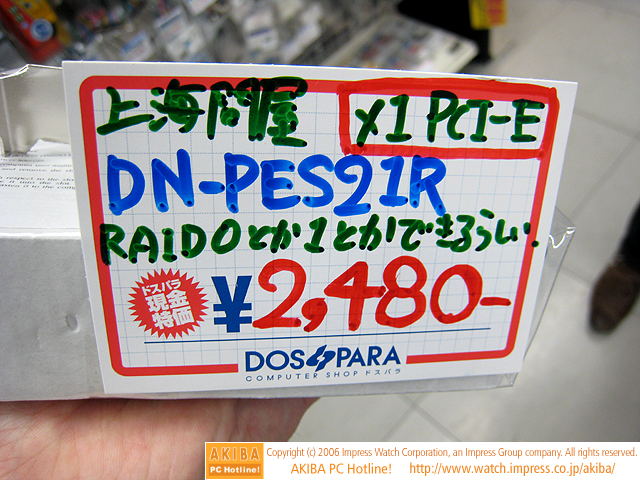 上海問屋 x1 PCI-E
DN-PES21R
RAID0とか1とかできるらしい.
ドスパラ
現金
特価
¥2,480-
DOS PARA
COMPUTER SHOP ドスパラ
AKIBA
PC Hotline!
Copyright (c) 2006 Impress Watch Corporation, an Impress Group company. All rights reserved.
AKIBA PC Hotline! http://www.watch.impress.co.jp/akiba/